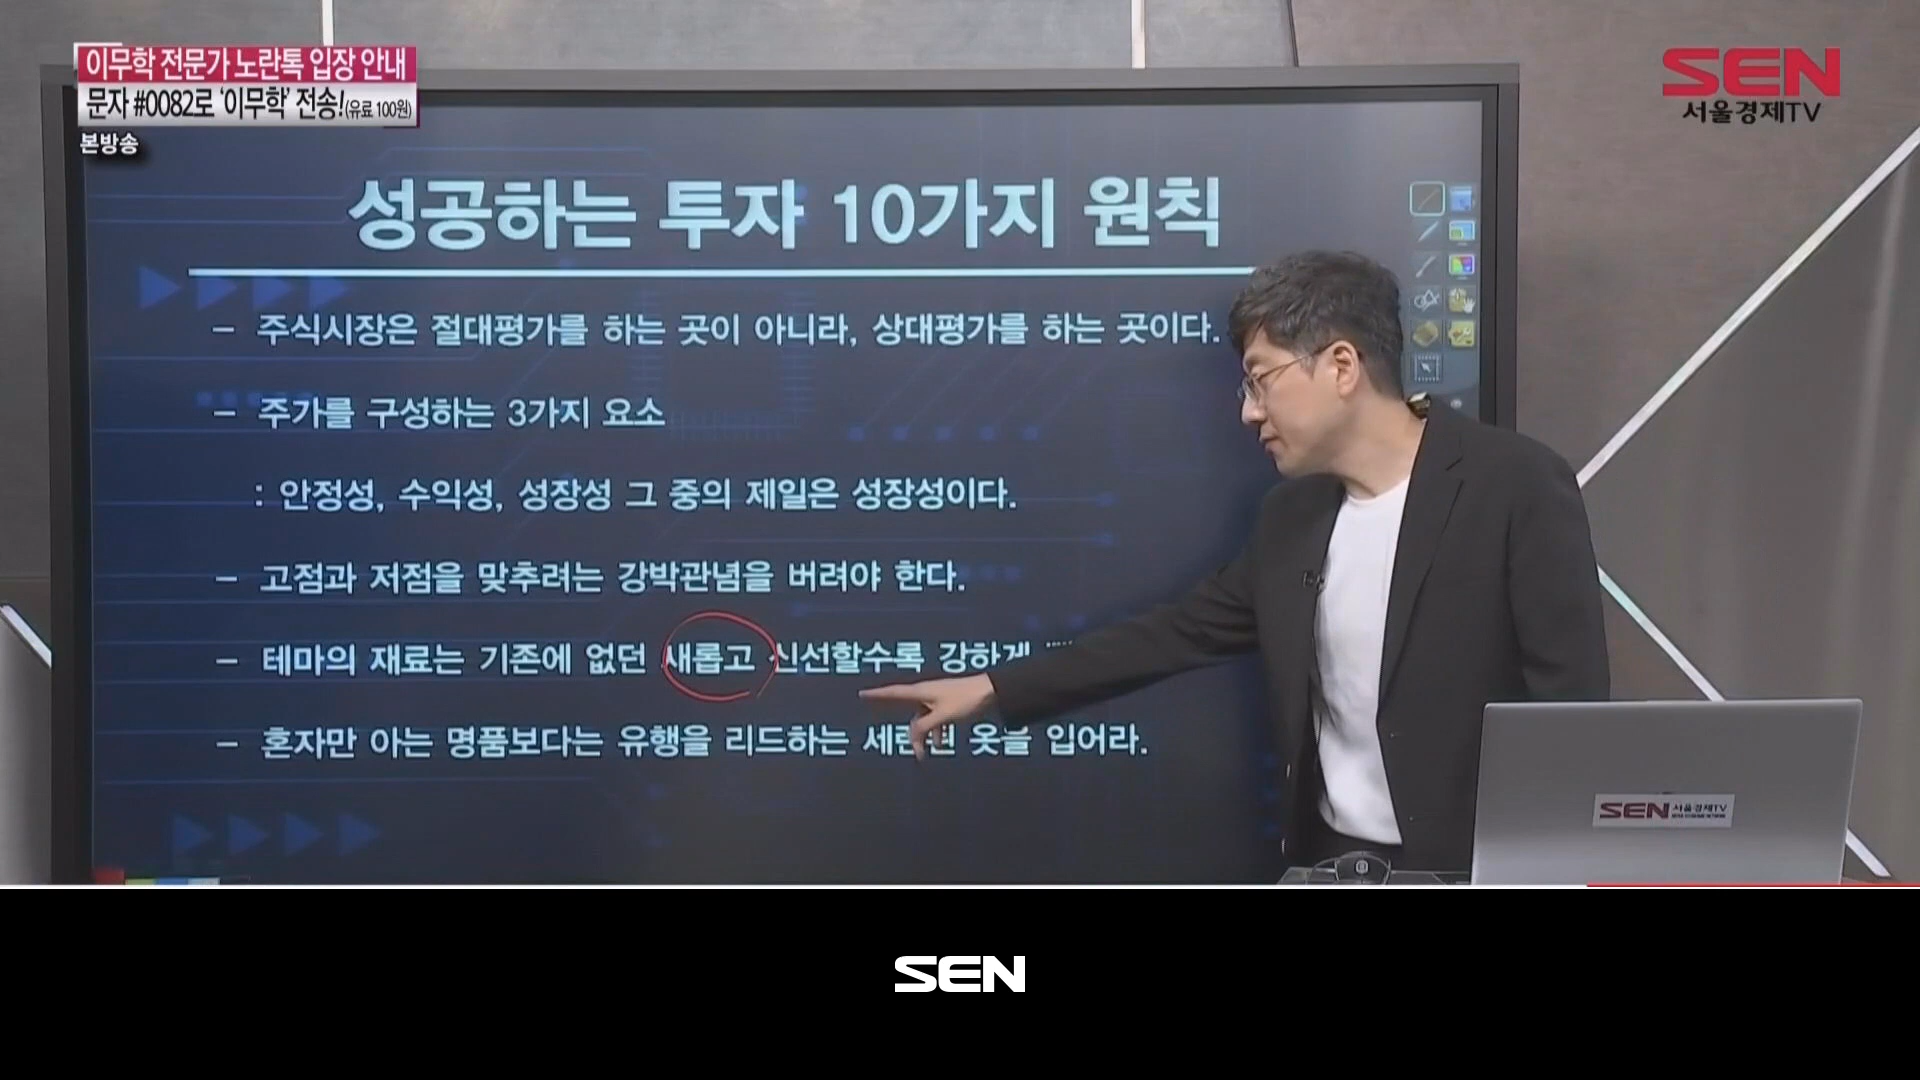 이무학 전문가 노란톡 입장 안내
문자 #0082로 '이무학' 전송!(유료 100원)
본방송
SEN
서울경제TV
성공하는 투자 10가지 원칙
– 주식시장은 절대평가를 하는 곳이 아니라, 상대평가를 하는 곳이다.
– 주가를 구성하는 3가지 요소
: 안정성, 수익성, 성장성 그 중의 제일은 성장성이다.
– 고점과 저점을 맞추려는 강박관념을 버려야 한다.
– 테마의 재료는 기존에 없던 새롭고 신선할수록 강하게
– 혼자만 아는 명품보다는 유행을 리드하는 세련된 옷을 입어라.
SEN 서울경제TV
SEN